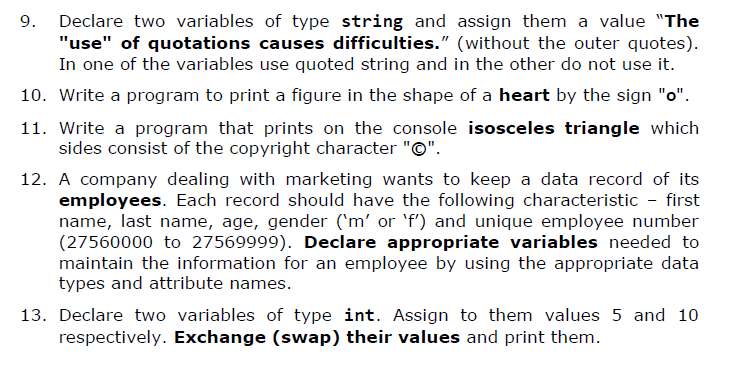 9. Declare two variables of type string and assign them a value “The
"use" of quotations causes difficulties.” (without the outer quotes).
In one of the variables use quoted string and in the other do not use it.
10. Write a program to print a figure in the shape of a heart by the sign "o".
11. Write a program that prints on the console isosceles triangle which
sides consist of the copyright character "©".
12. A company dealing with marketing wants to keep a data record of its
employees. Each record should have the following characteristic – first
name, last name, age, gender (‘m’ or ‘f’) and unique employee number
(27560000 to 27569999). Declare appropriate variables needed to
maintain the information for an employee by using the appropriate data
types and attribute names.
13. Declare two variables of type int. Assign to them values 5 and 10
respectively. Exchange (swap) their values and print them.